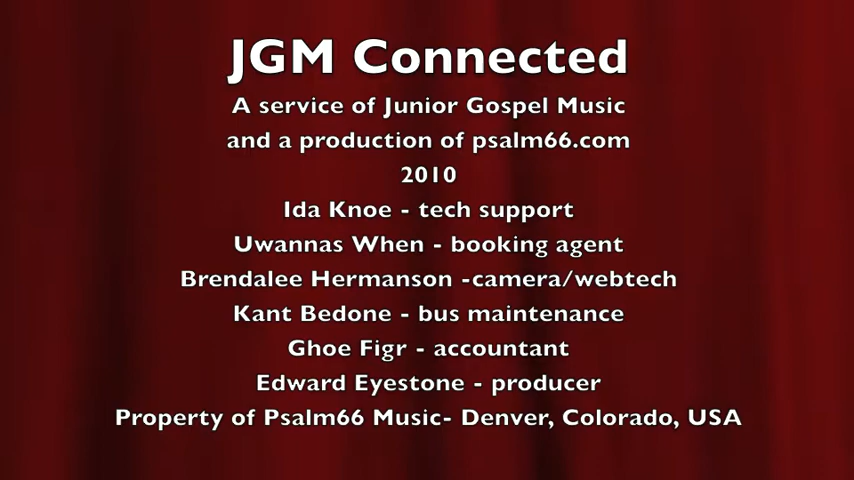 JGM Connected
A service of Junior Gospel Music
and a production of psalm66.com
2010
Ida Knoe - tech support
Uwannas When - booking agent
Brendalee Hermanson -camera/webtech
Kant Bedone - bus maintenance
Ghoe Figr - accountant
Edward Eyestone - producer
Property of Psalm66 Music- Denver, Colorado, USA